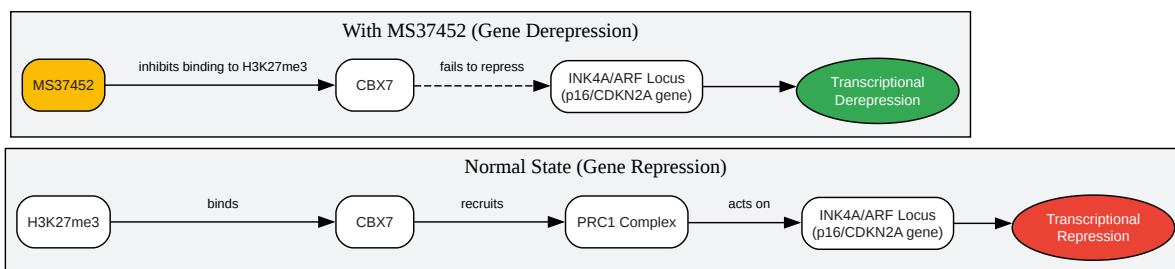 With MS37452 (Gene Derepression)
MS37452
inhibits binding to H3K27me3
CBX7
fails to repress
INK4A/ARF Locus
(p16/CDKN2A gene)
Transcriptional
Derepression
Normal State (Gene Repression)
H3K27me3
binds
CBX7
recruits
PRC1 Complex
acts on
INK4A/ARF Locus
(p16/CDKN2A gene)
Transcriptional
Repression